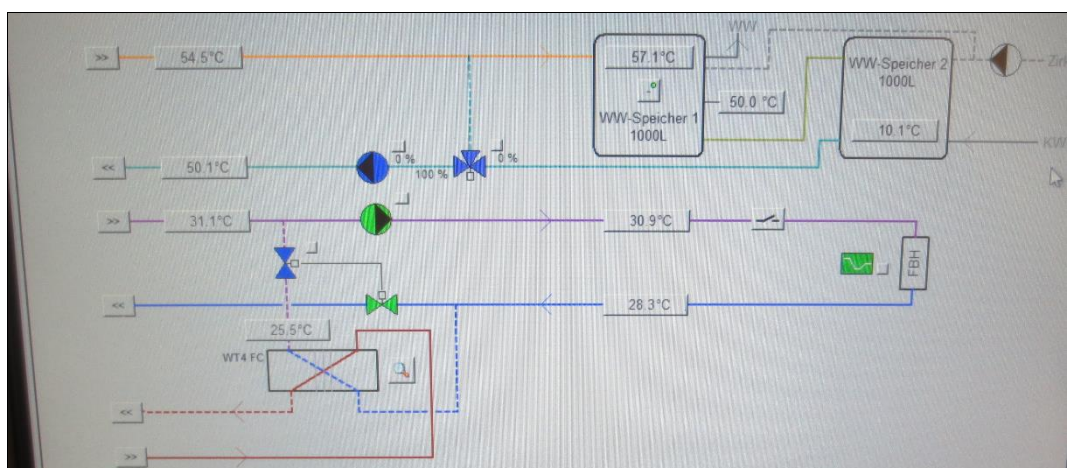 WW
>> 54.5°C 57.1°C
WW-Speicher 2
1000L
Zirk
50.0 °C
WW-Speicher 1
1000L
10.1°C
KW
<< 50.1°C 0 % 100 % 0 %
>> 31.1°C 30.9°C
FBH
<< 28.3°C
25.5°C
WT4 FC
<<
>>